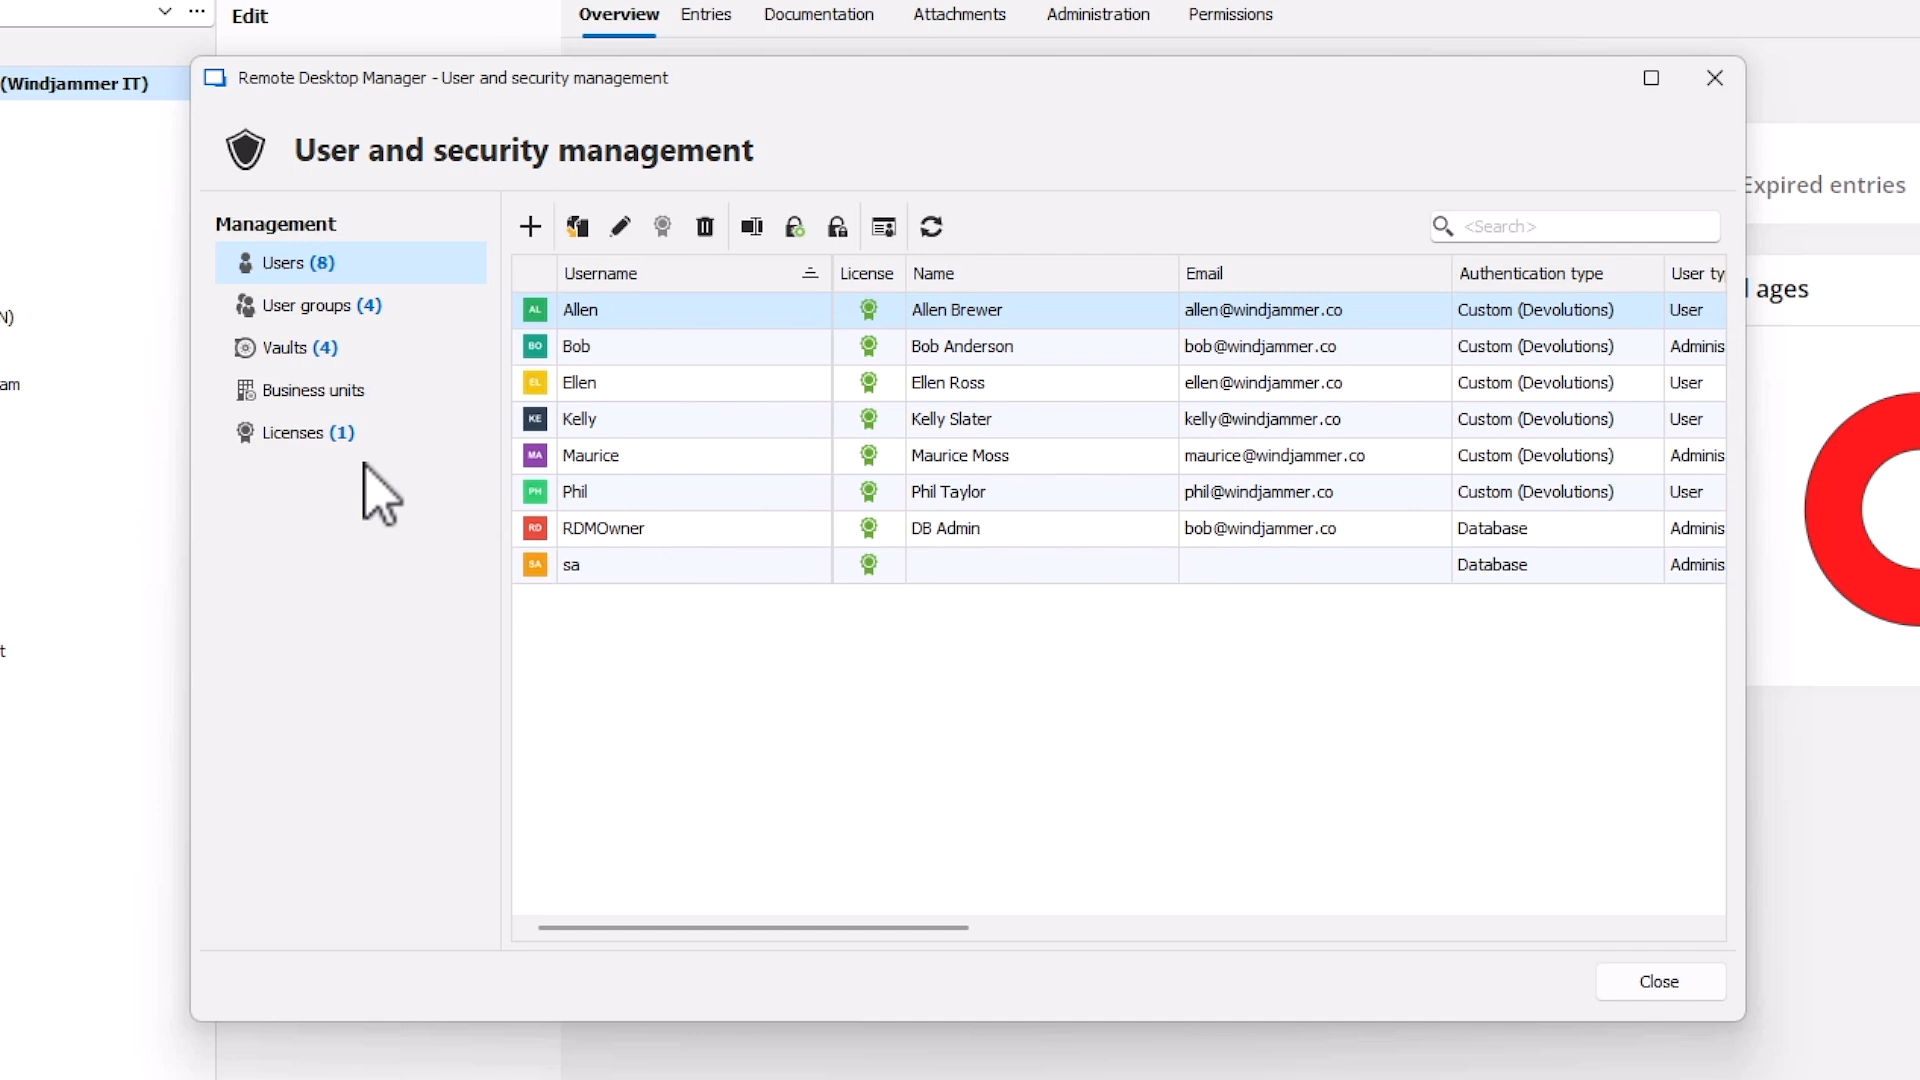 Edit
Overview Entries Documentation Attachments Administration Permissions
(Windjammer IT)
Remote Desktop Manager - User and security management
User and security management
Expired entries
Management
Users (8)
User groups (4)
Vaults (4)
Business units
Licenses (1)
<Search>
Username License Name Email Authentication type User ty
AL Allen Allen Brewer allen@windjammer.co Custom (Devolutions) User
BO Bob Bob Anderson bob@windjammer.co Custom (Devolutions) Adminis
EL Ellen Ellen Ross ellen@windjammer.co Custom (Devolutions) User
KE Kelly Kelly Slater kelly@windjammer.co Custom (Devolutions) User
MA Maurice Maurice Moss maurice@windjammer.co Custom (Devolutions) Adminis
PH Phil Phil Taylor phil@windjammer.co Custom (Devolutions) User
RD RDMOwner DB Admin bob@windjammer.co Database Adminis
SA sa Database Adminis
ages
N)
am
t
Close